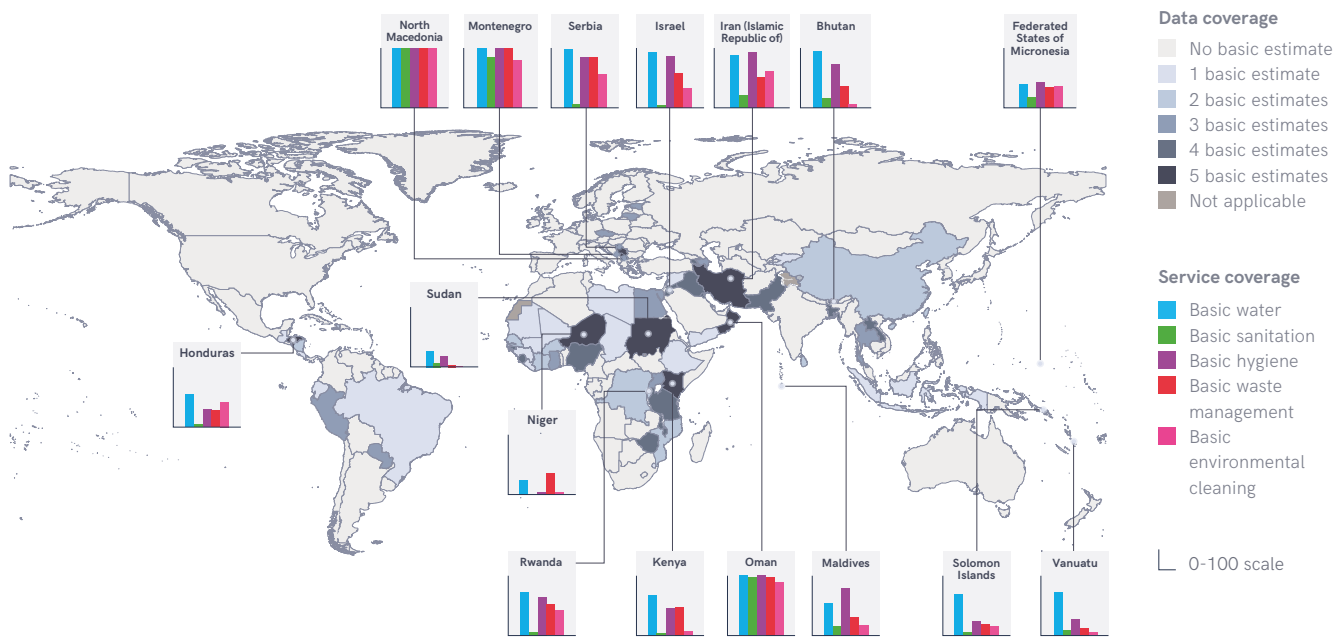 North
Macedonia
Montenegro
Serbia
Israel
Iran (Islamic
Republic of)
Bhutan
Federated
States of
Micronesia
Sudan
Honduras
Niger
Rwanda
Kenya
Oman
Maldives
Solomon
Islands
Vanuatu
Data coverage
No basic estimate
1 basic estimate
2 basic estimates
3 basic estimates
4 basic estimates
5 basic estimates
Not applicable
Service coverage
Basic water
Basic sanitation
Basic hygiene
Basic waste
management
Basic
environmental
cleaning
0-100 scale